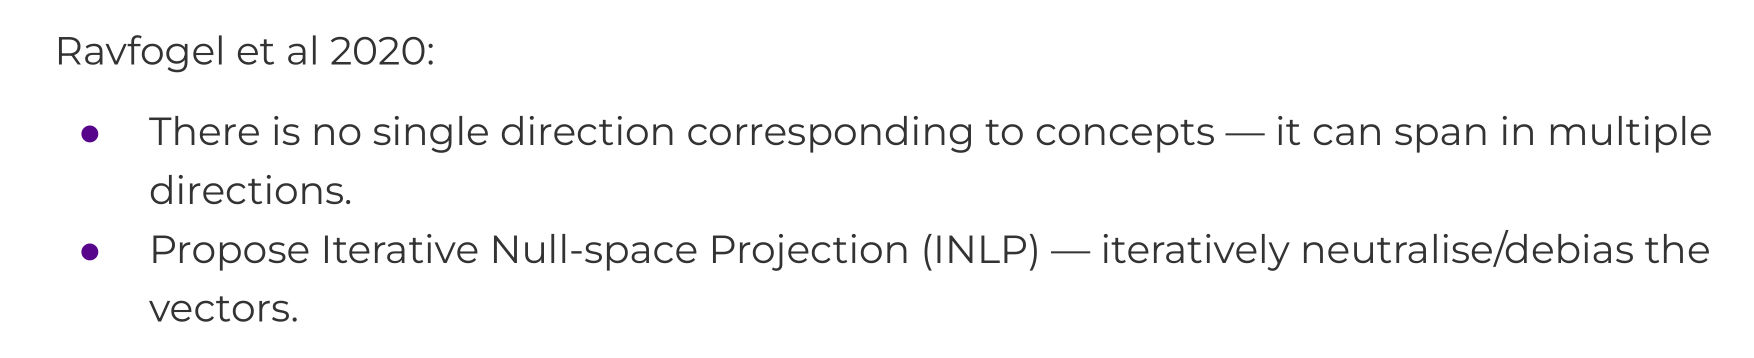 Ravfogel et al 2020:
● There is no single direction corresponding to concepts — it can span in multiple
directions.
● Propose Iterative Null-space Projection (INLP) — iteratively neutralise/debias the
vectors.